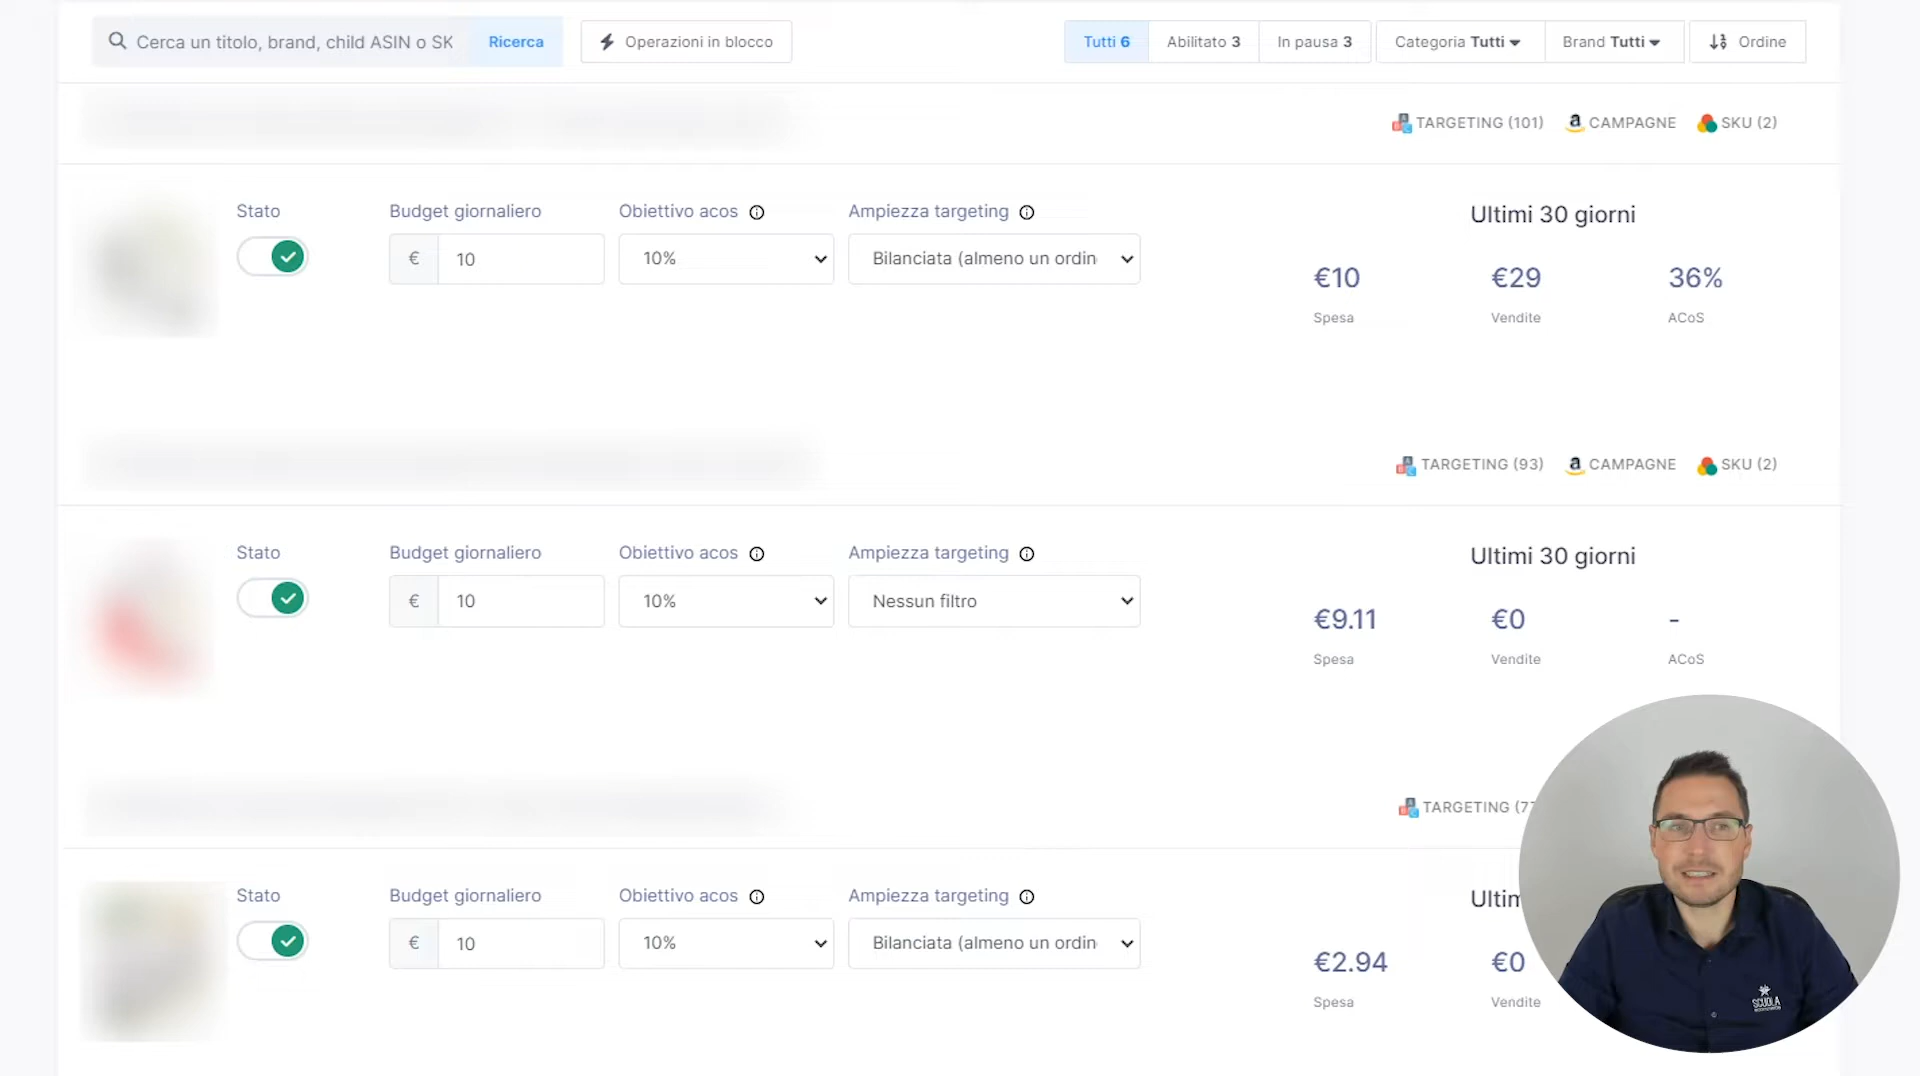 Cerca un titolo, brand, child ASIN o SK Ricerca Operazioni in blocco Tutti 6 Abilitato 3 In pausa 3 Categoria Tutti Brand Tutti Ordine
TARGETING (101) CAMPAGNE SKU (2)
Stato Budget giornaliero Obiettivo acos Ampiezza targeting Ultimi 30 giorni
€ 10 10% Bilanciata (almeno un ordin
€10 €29 36%
Spesa Vendite ACoS
TARGETING (93) CAMPAGNE SKU (2)
Stato Budget giornaliero Obiettivo acos Ampiezza targeting Ultimi 30 giorni
€ 10 10% Nessun filtro
€9.11 €0 -
Spesa Vendite ACoS
TARGETING (77
Stato Budget giornaliero Obiettivo acos Ampiezza targeting Ultim
€ 10 10% Bilanciata (almeno un ordin
€2.94 €0
Spesa Vendite
SCUOLA